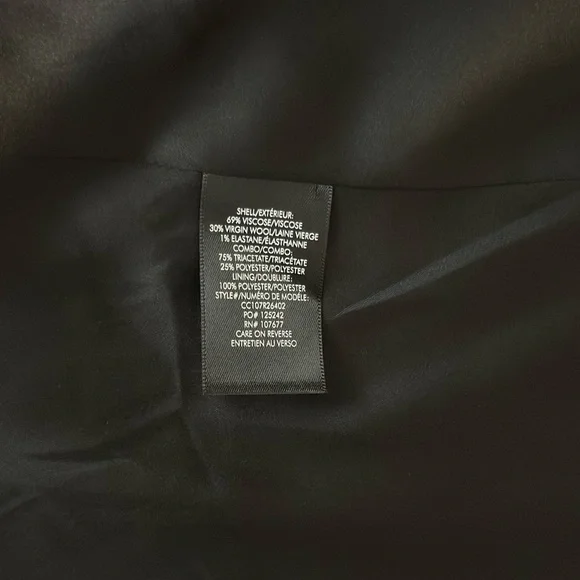 SHELL/EXTÉRIEUR:
69% VISCOSE/VISCOSE
30% VIRGIN WOOL/LAINE VIERGE
1% ELASTANE/ÉLASTHANNE
COMBO/COMBO:
75% TRIACETATE/TRIACÉTATE
25% POLYESTER/POLYESTER
LINING/DOUBLURE:
100% POLYESTER/POLYESTER
STYLE#/NUMÉRO DE MODÈLE:
CC107R26402
PO# 125242
RN# 107677
CARE ON REVERSE
ENTRETIEN AU VERSO